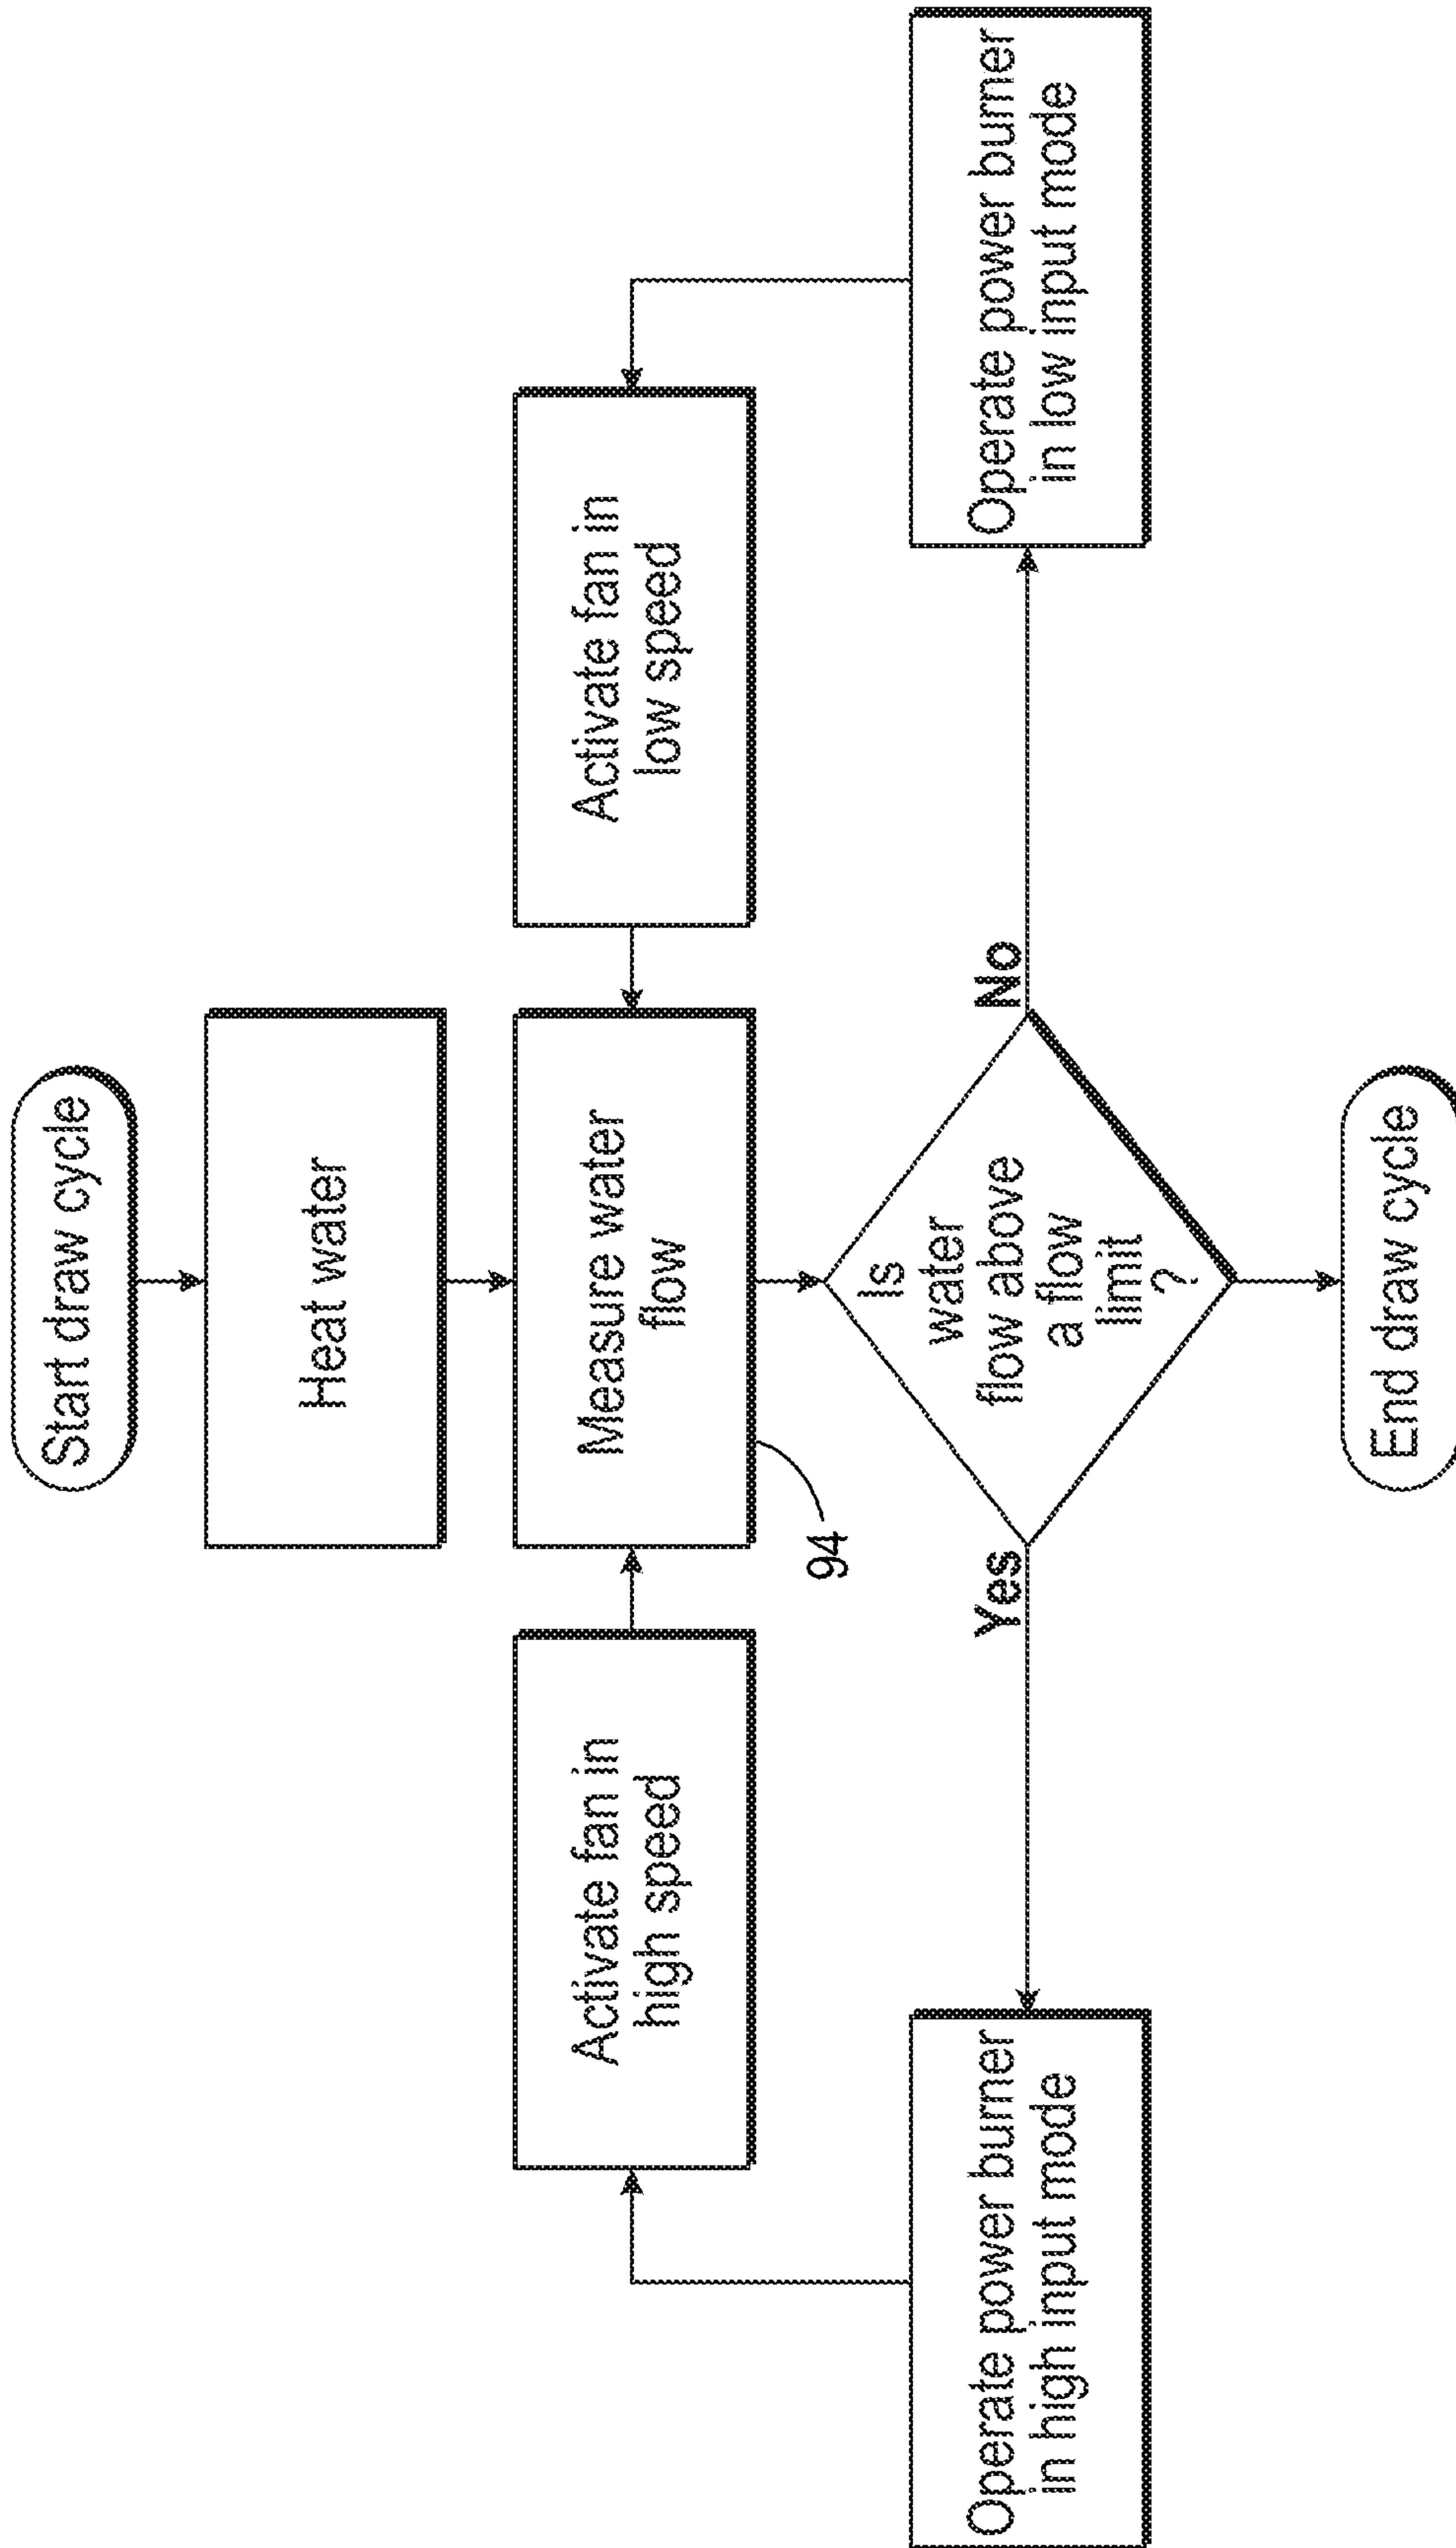 Start draw cycle
Heat water
Activate fan in
high speed
Measure water
flow
Activate fan in
low speed
94
Is
water
flow above
a flow
limit
?
Yes
No
Operate power burner
in high input mode
Operate power burner
in low input mode
End draw cycle